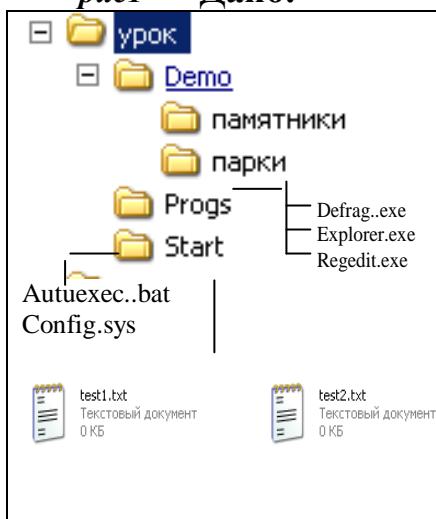 урок
Demo
памятники
парки
Progs
Defrag..exe
Explorer.exe
Start
Regedit.exe
Autuexec..bat
Config.sys
test1.txt
test2.txt
Текстовый документ
Текстовый документ
0 КБ
0 КБ